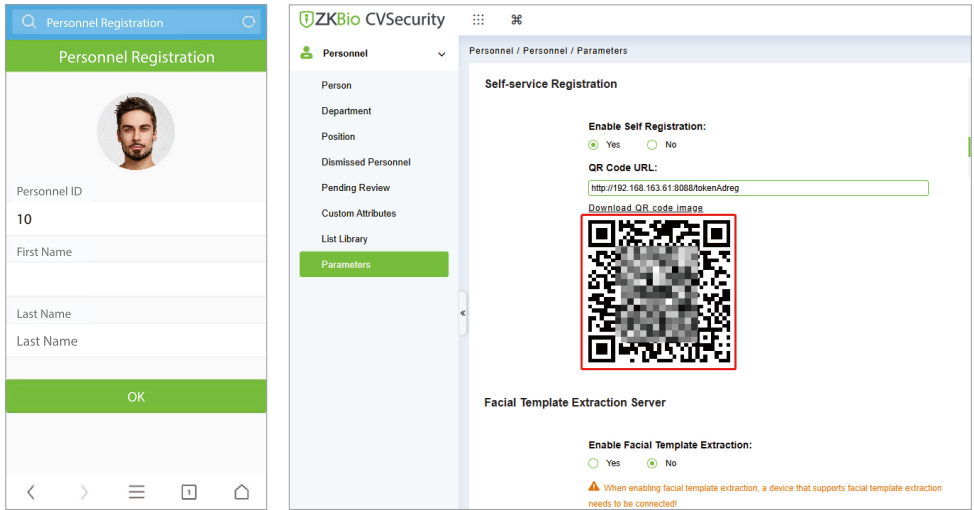 Personnel Registration
Personnel Registration
Personnel ID
10
First Name
Last Name
Last Name
OK
1
ZKBio CVSecurity
Personnel
Person
Department
Position
Dismissed Personnel
Pending Review
Custom Attributes
List Library
Parameters
Personnel / Personnel / Parameters
Self-service Registration
Enable Self Registration:
Yes No
QR Code URL:
http://192.168.163.61:8088/tokenAdreg
Download QR code image
Facial Template Extraction Server
Enable Facial Template Extraction:
Yes No
When enabling facial template extraction, a device that supports facial template extraction
needs to be connected!